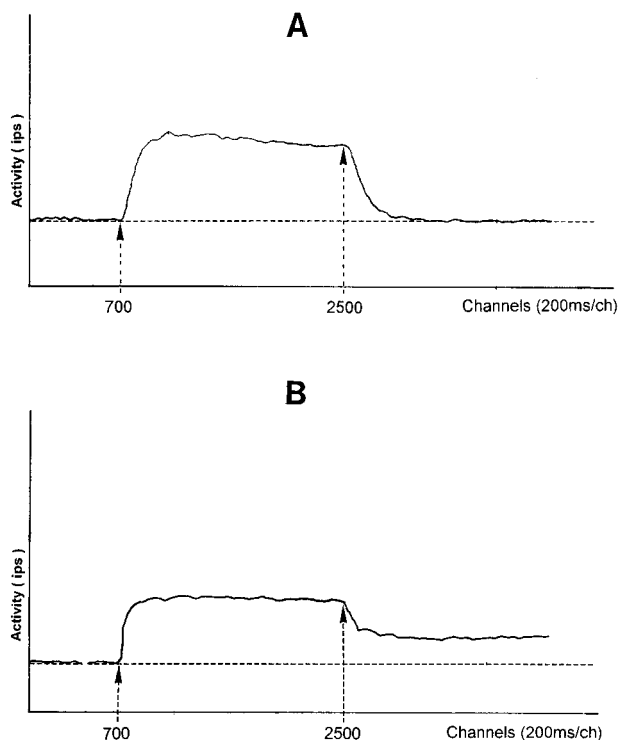 A
Activity ( ips )
700 2500 Channels (200ms/ch)
B
Activity ( ips )
700 2500 Channels (200ms/ch)